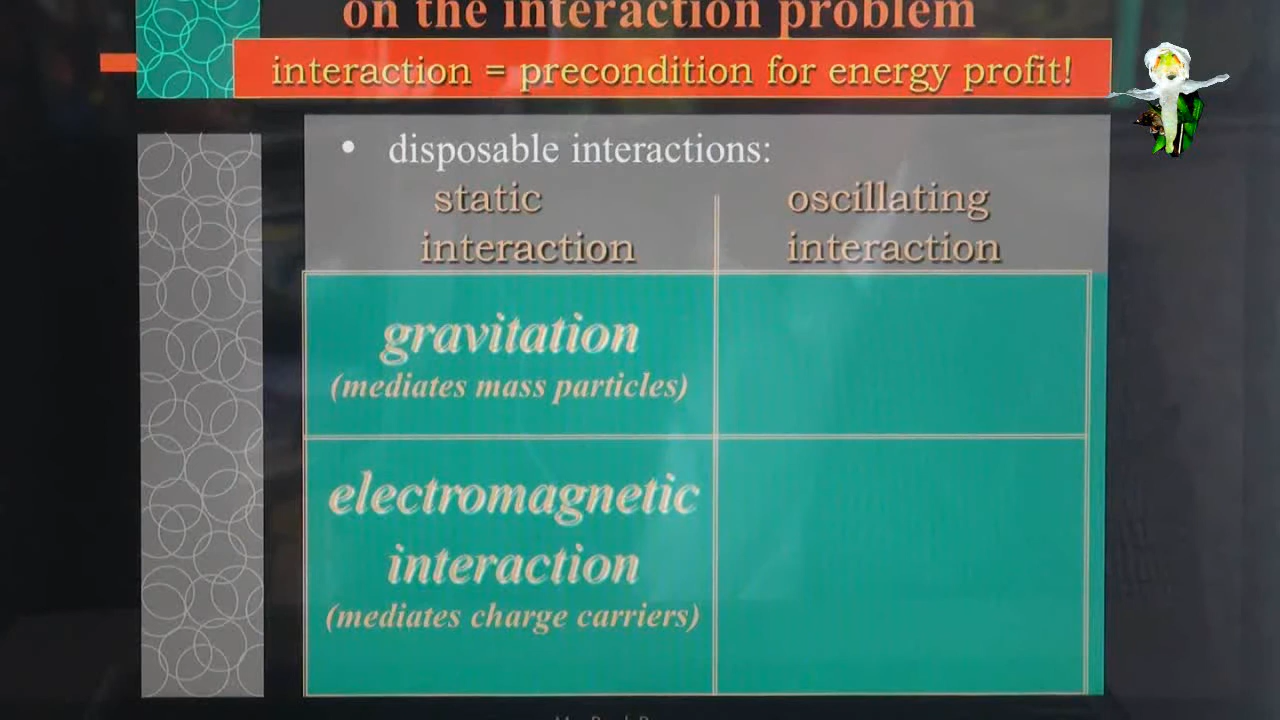 on the interaction problem
interaction = precondition for energy profit!
• disposable interactions:
static
interaction
oscillating
interaction
gravitation
(mediates mass particles)
electromagnetic
interaction
(mediates charge carriers)